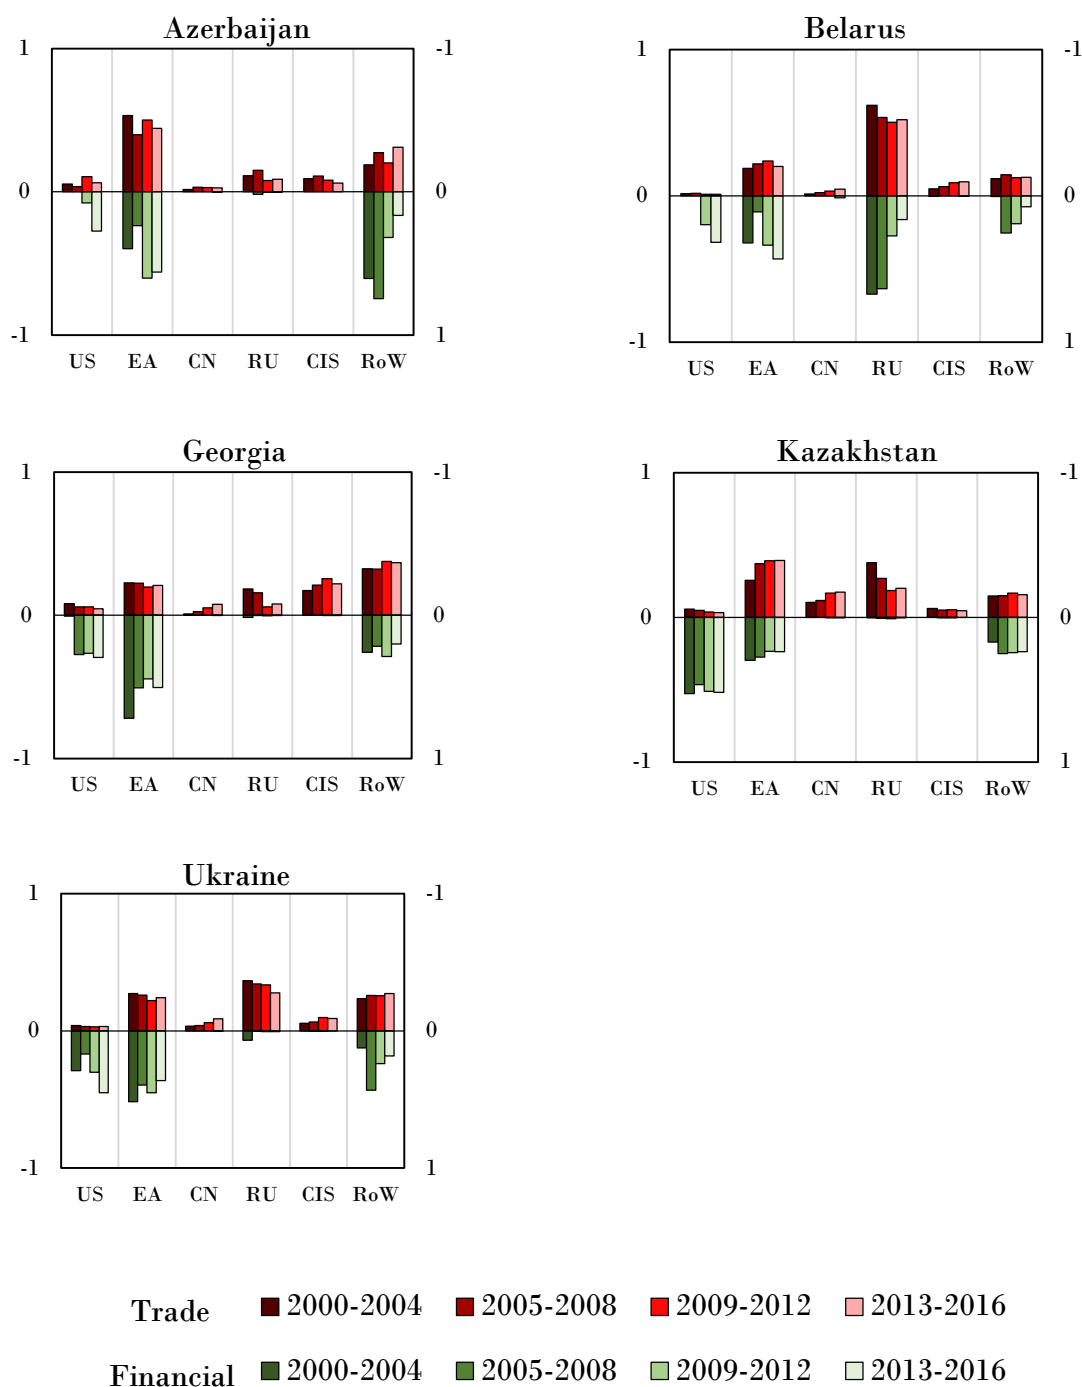 Azerbaijan
1 -1
0 0
-1 1
US EA CN RU CIS RoW
Belarus
1 -1
0 0
-1 1
US EA CN RU CIS RoW
Georgia
1 -1
0 0
-1 1
US EA CN RU CIS RoW
Kazakhstan
1 -1
0 0
-1 1
US EA CN RU CIS RoW
Ukraine
1 -1
0 0
-1 1
US EA CN RU CIS RoW
Trade 2000-2004 2005-2008 2009-2012 2013-2016
Financial 2000-2004 2005-2008 2009-2012 2013-2016